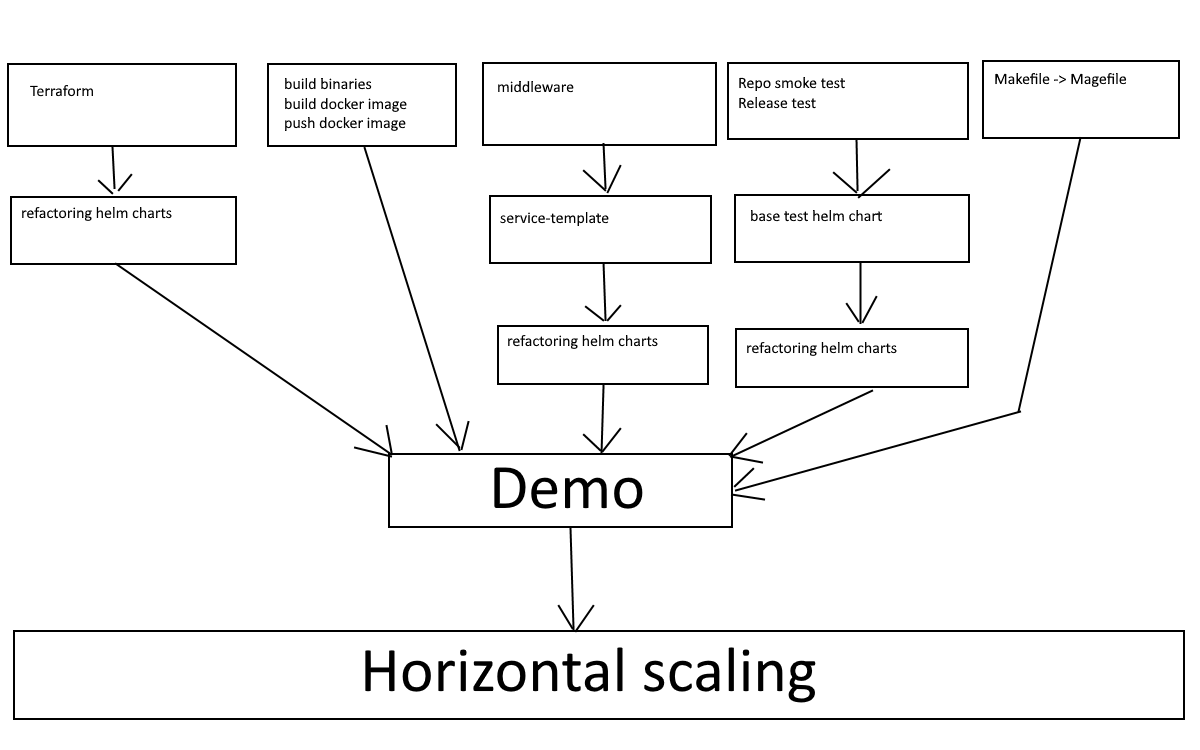 Terraform
build binaries
build docker image
push docker image
middleware
Repo smoke test
Release test
Makefile -> Magefile
refactoring helm charts
service-template
base test helm chart
refactoring helm charts
refactoring helm charts
Demo
Horizontal scaling